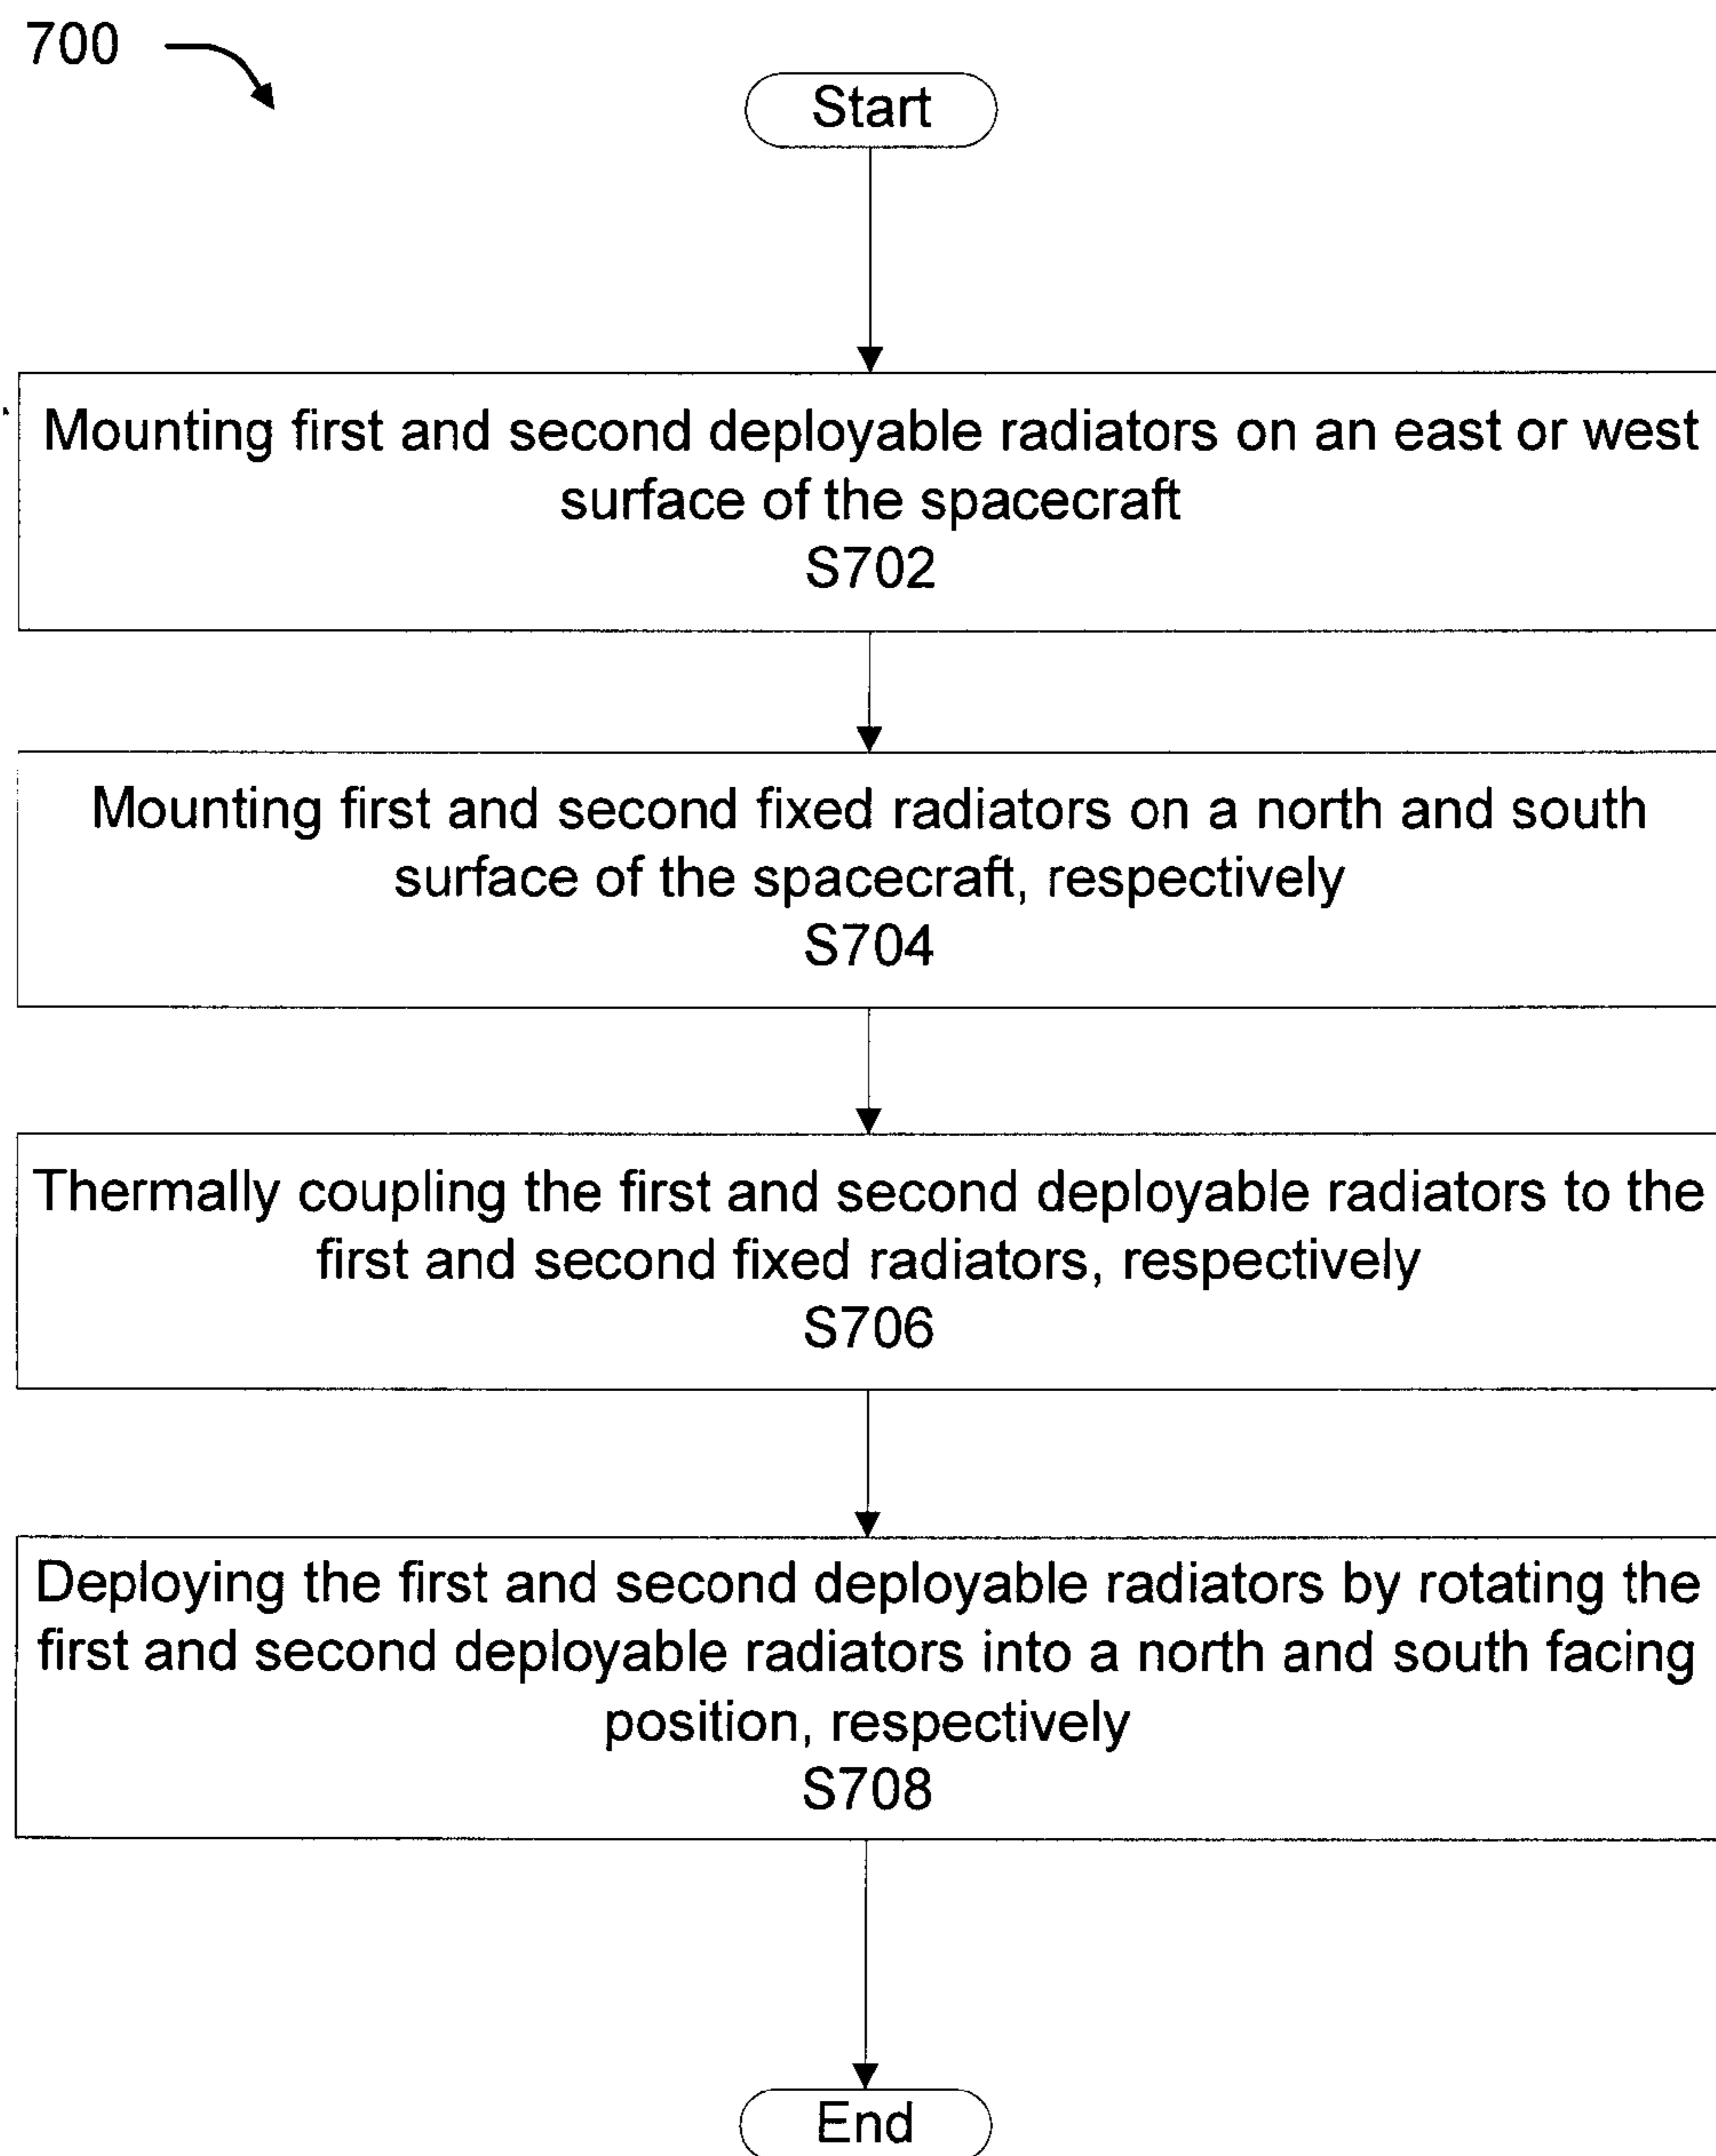 700
Start
Mounting first and second deployable radiators on an east or west
surface of the spacecraft
S702
Mounting first and second fixed radiators on a north and south
surface of the spacecraft, respectively
S704
Thermally coupling the first and second deployable radiators to the
first and second fixed radiators, respectively
S706
Deploying the first and second deployable radiators by rotating the
first and second deployable radiators into a north and south facing
position, respectively
S708
End